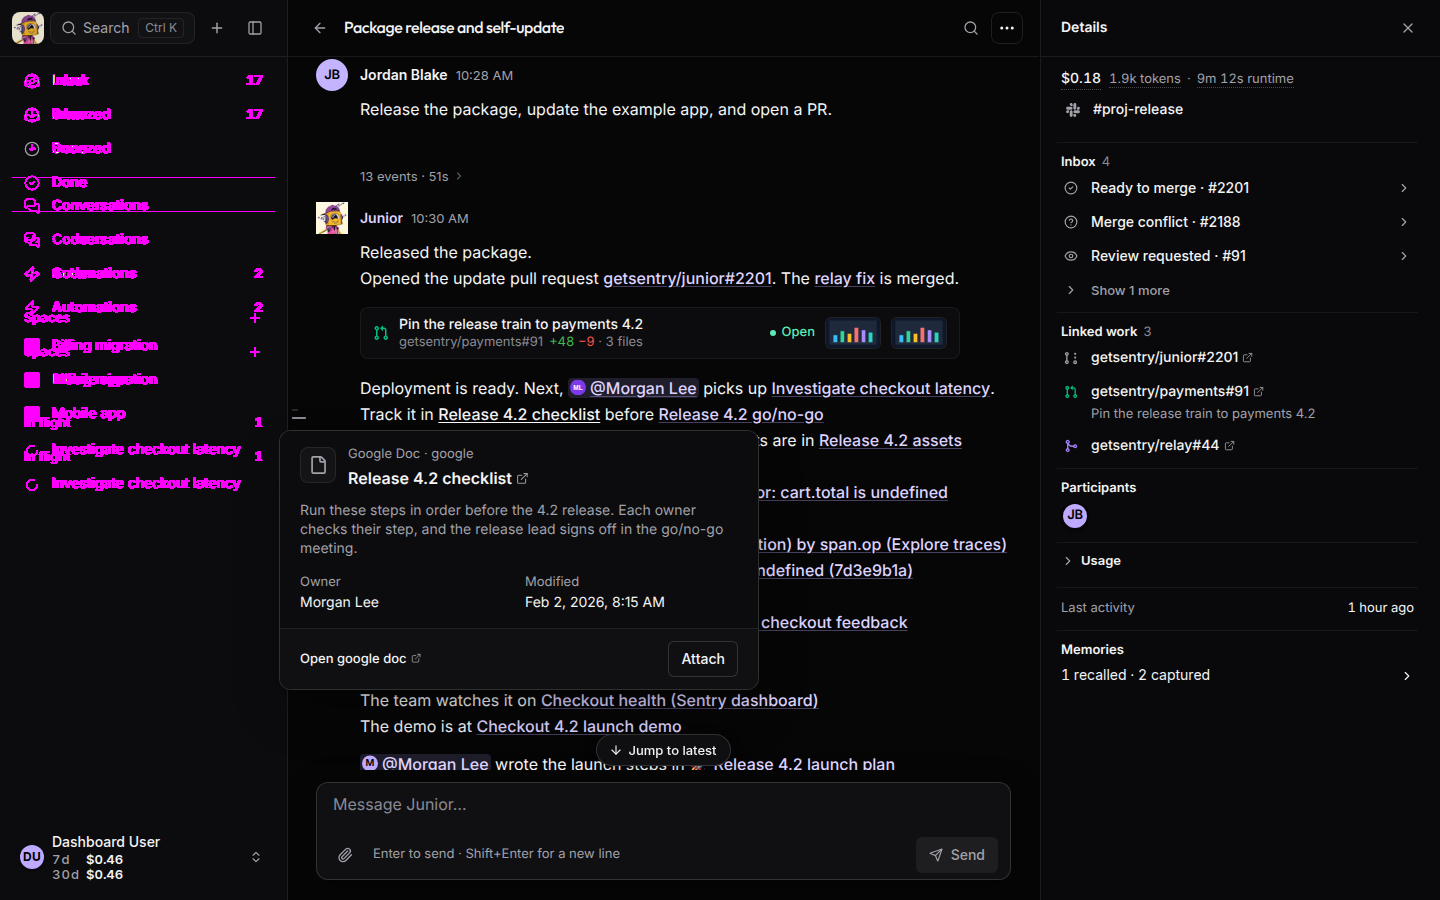 Search Ctrl K
17
17
Done
Conversations
2
Automations 2
Spaces
Billing migration
Mobile app
In flight 1
Investigate checkout latency
1
Investigate checkout latency
DU Dashboard User
7d $0.46
30d $0.46
Package release and self-update
JB Jordan Blake 10:28 AM
Release the package, update the example app, and open a PR.
13 events · 51s
Junior 10:30 AM
Released the package.
Opened the update pull request getsentry/junior#2201. The relay fix is merged.
Pin the release train to payments 4.2
getsentry/payments#91 +48 −9 · 3 files
Open
Deployment is ready. Next, ML @Morgan Lee picks up Investigate checkout latency.
Track it in Release 4.2 checklist before Release 4.2 go/no-go
s are in Release 4.2 assets
Google Doc · google
Release 4.2 checklist
or: cart.total is undefined
Run these steps in order before the 4.2 release. Each owner
checks their step, and the release lead signs off in the go/no-go
meeting.
tion) by span.op (Explore traces)
ndefined (7d3e9b1a)
Owner Modified
Morgan Lee Feb 2, 2026, 8:15 AM
checkout feedback
Open google doc Attach
The team watches it on Checkout health (Sentry dashboard)
The demo is at Checkout 4.2 launch demo
Jump to latest
M @Morgan Lee wrote the launch steps in Release 4.2 launch plan
Message Junior...
Enter to send · Shift+Enter for a new line
Send
Details
$0.18 1.9k tokens · 9m 12s runtime
#proj-release
Inbox 4
Ready to merge · #2201
Merge conflict · #2188
Review requested · #91
Show 1 more
Linked work 3
getsentry/junior#2201
getsentry/payments#91
Pin the release train to payments 4.2
getsentry/relay#44
Participants
JB
Usage
Last activity 1 hour ago
Memories
1 recalled · 2 captured